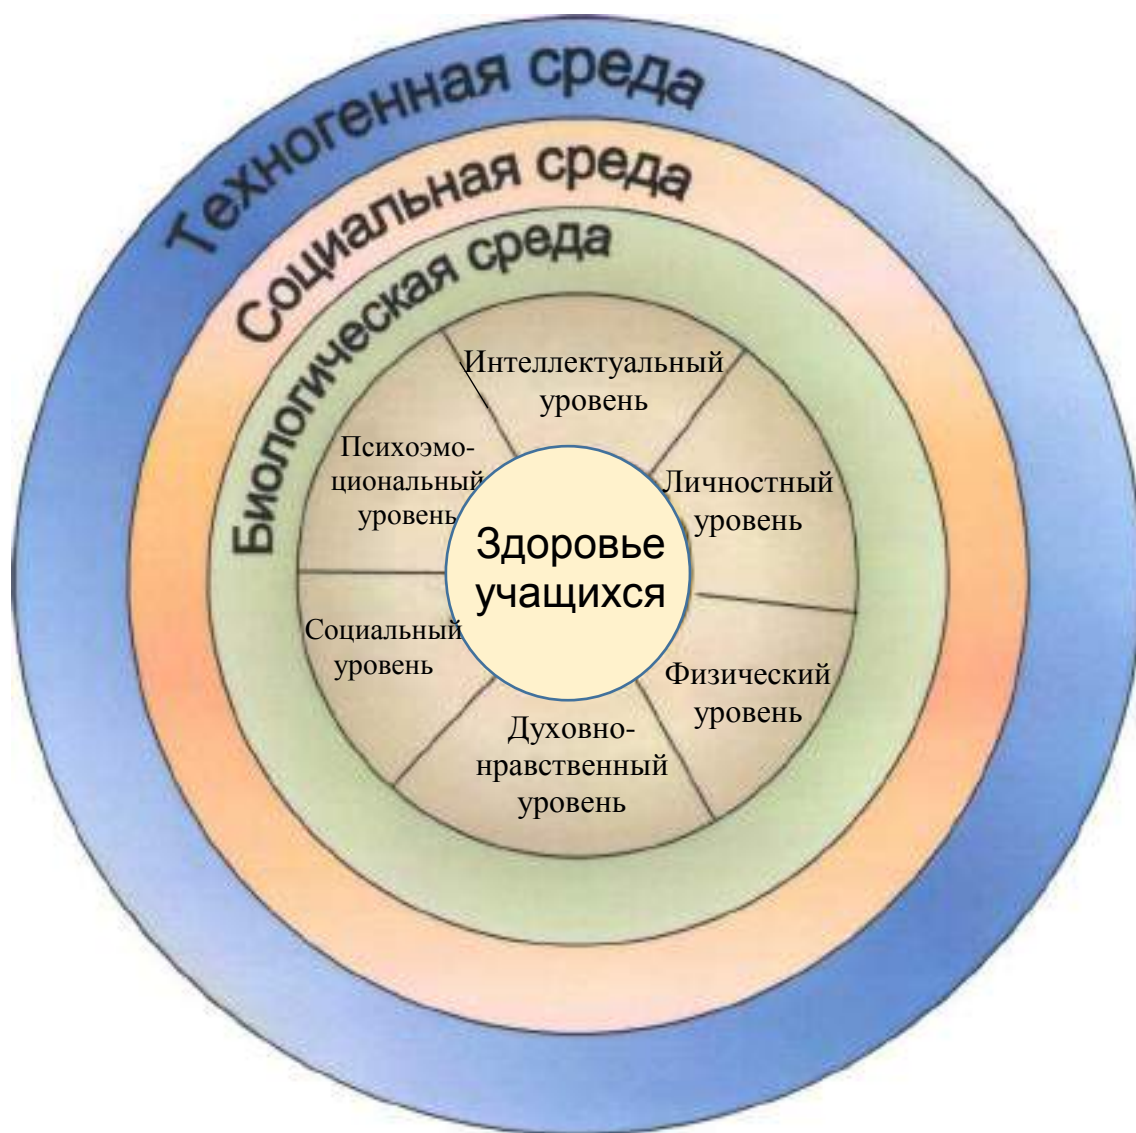 Техногенная среда
Социальная среда
Биологическая среда
Интеллектуальный
уровень
Личностный
уровень
Физический
уровень
Духовно-
нравственный
уровень
Социальный
уровень
Психоэмо-
циональный
уровень
Здоровье
учащихся